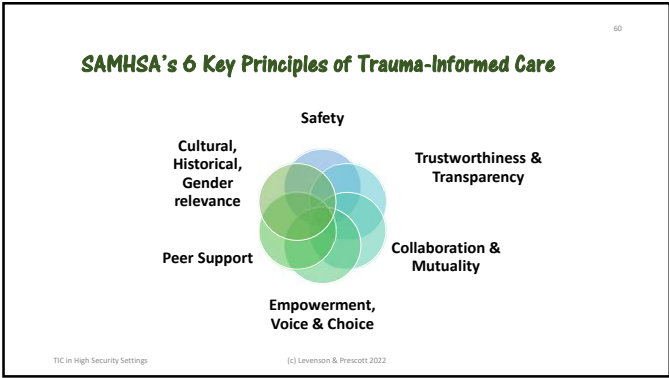 60
SAMHSA's 6 Key Principles of Trauma-Informed Care
Safety
Trustworthiness &
Transparency
Collaboration &
Mutuality
Empowerment,
Voice & Choice
Peer Support
Cultural,
Historical,
Gender
relevance
TIC in High Security Settings
(c) Levenson & Prescott 2022